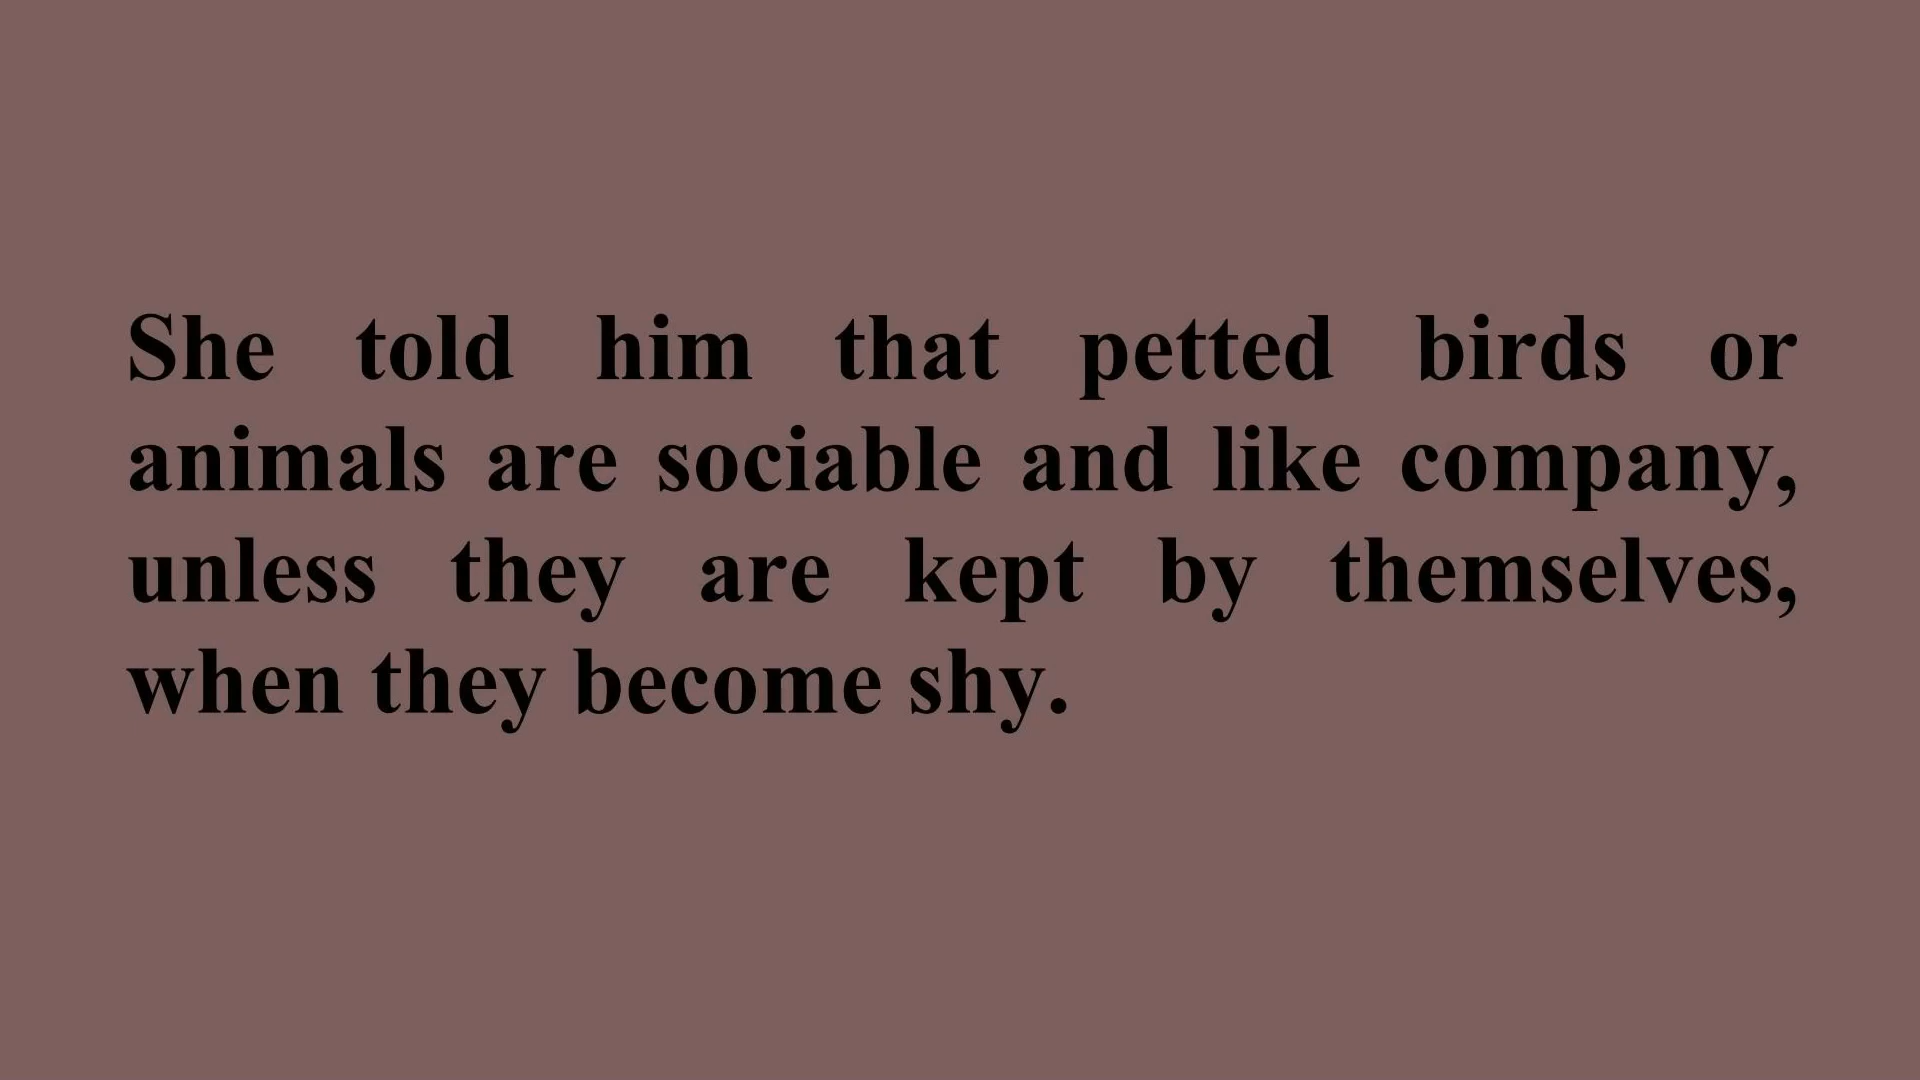 She told him that petted birds or
animals are sociable and like company,
unless they are kept by themselves,
when they become shy.